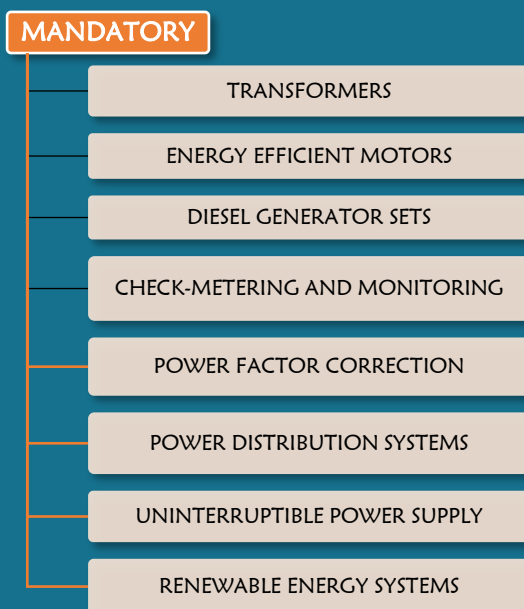 MANDATORY
TRANSFORMERS
ENERGY EFFICIENT MOTORS
DIESEL GENERATOR SETS
CHECK-METERING AND MONITORING
POWER FACTOR CORRECTION
POWER DISTRIBUTION SYSTEMS
UNINTERRUPTIBLE POWER SUPPLY
RENEWABLE ENERGY SYSTEMS